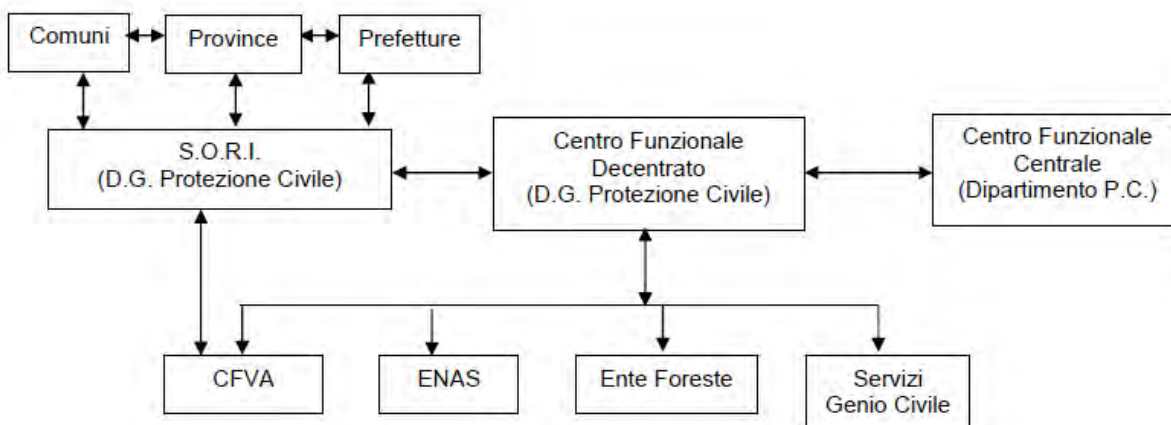 Comuni
Province
Prefetture
S.O.R.I.
(D.G. Protezione Civile)
Centro Funzionale
Decentrato
(D.G. Protezione Civile)
Centro Funzionale
Centrale
(Dipartimento P.C.)
CFVA
ENAS
Ente Foreste
Servizi
Genio Civile